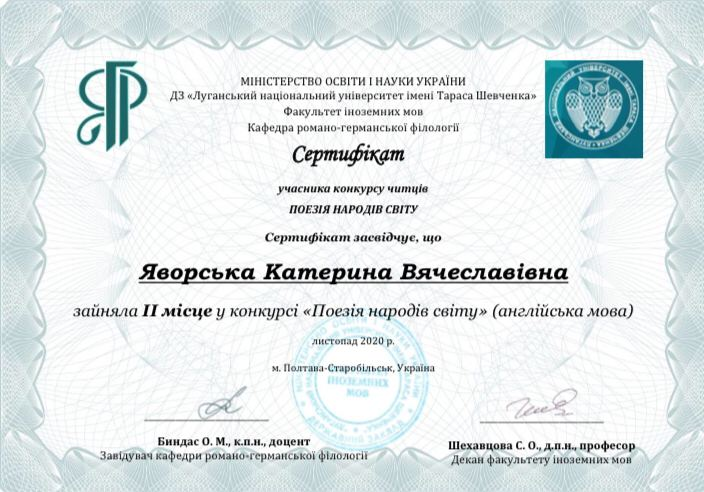 МІНІСТЕРСТВО ОСВІТИ І НАУКИ УКРАЇНИ
ДЗ «Луганський національний університет імені Тараса Шевченка»
Факультет іноземних мов
Кафедра романо-германської філології
Сертифікат
учасника конкурсу читців
ПОЕЗІЯ НАРОДІВ СВІТУ
Сертифікат засвідчує, що
Яворська Катерина Вячеславівна
зайняла ІІ місце у конкурсі «Поезія народів світу» (англійська мова)
листопад 2020 р.
м. Полтава-Старобільськ, Україна
ІНОЗЕМНИХ
МОВ
Биндас О. М., к.п.н., доцент
Завідувач кафедри романо-германської філології
Шехавцова С. О., д.п.н., професор
Декан факультету іноземних мов